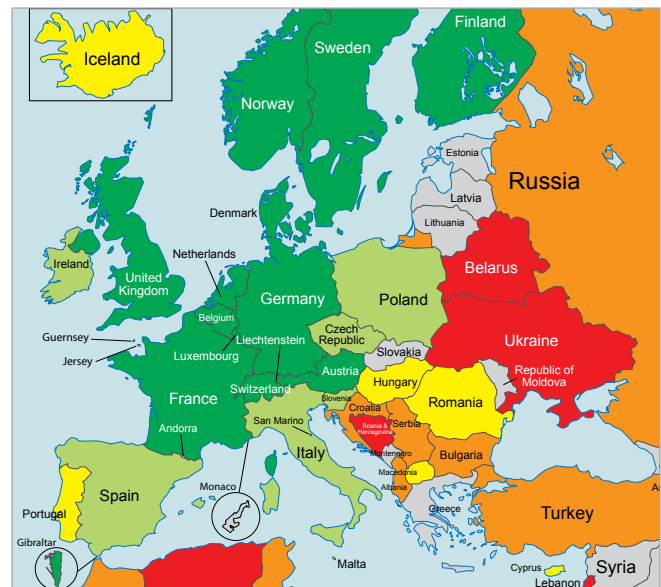 Iceland
Finland
Sweden
Norway
Estonia
Russia
Latvia
Lithuania
Denmark
Netherlands
Ireland
United
Kingdom
Belarus
Germany
Poland
Belgium
Guernsey
Jersey
Luxembourg
Liechtenstein
Czech
Republic
Ukraine
Slovakia
Republic of
Moldova
Austria
France
Switzerland
Hungary
Romania
Slovenia
Croatia
Andorra
San Marino
Bosnia &
Herzegovina
Serbia
Italy
Montenegro
Bulgaria
Spain
Monaco
Macedonia
Albania
Portugal
Greece
Turkey
Gibraltar
Malta
Cyprus
Lebanon
Syria